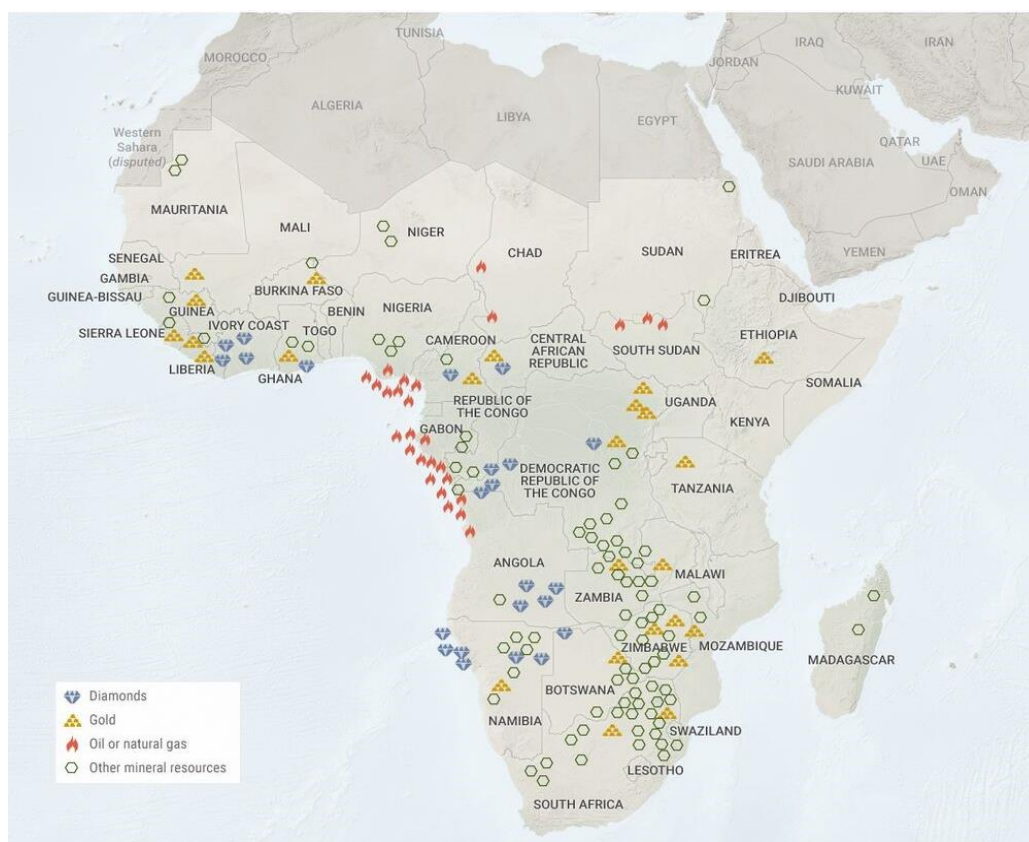 TUNISIA
MOROCCO
IRAQ
IRAN
JORDAN
ALGERIA
LIBYA
EGYPT
KUWAIT
Western
Sahara
(disputed)
QATAR
UAE
SAUDI ARABIA
OMAN
MAURITANIA
MALI
NIGER
CHAD
SUDAN
ERITREA
YEMEN
SENEGAL
GAMBIA
GUINEA-BISSAU
BURKINA FASO
BENIN
NIGERIA
DJIBOUTI
GUINEA
SIERRA LEONE
IVORY COAST
TOGO
CAMEROON
CENTRAL
AFRICAN
REPUBLIC
SOUTH SUDAN
ETHIOPIA
LIBERIA
GHANA
SOMALIA
REPUBLIC OF
THE CONGO
UGANDA
KENYA
GABON
DEMOCRATIC
REPUBLIC OF
THE CONGO
TANZANIA
ANGOLA
ZAMBIA
MALAWI
ZIMBABWE
MOZAMBIQUE
MADAGASCAR
BOTSWANA
NAMIBIA
SWAZILAND
LESOTHO
SOUTH AFRICA
Diamonds
Gold
Oil or natural gas
Other mineral resources